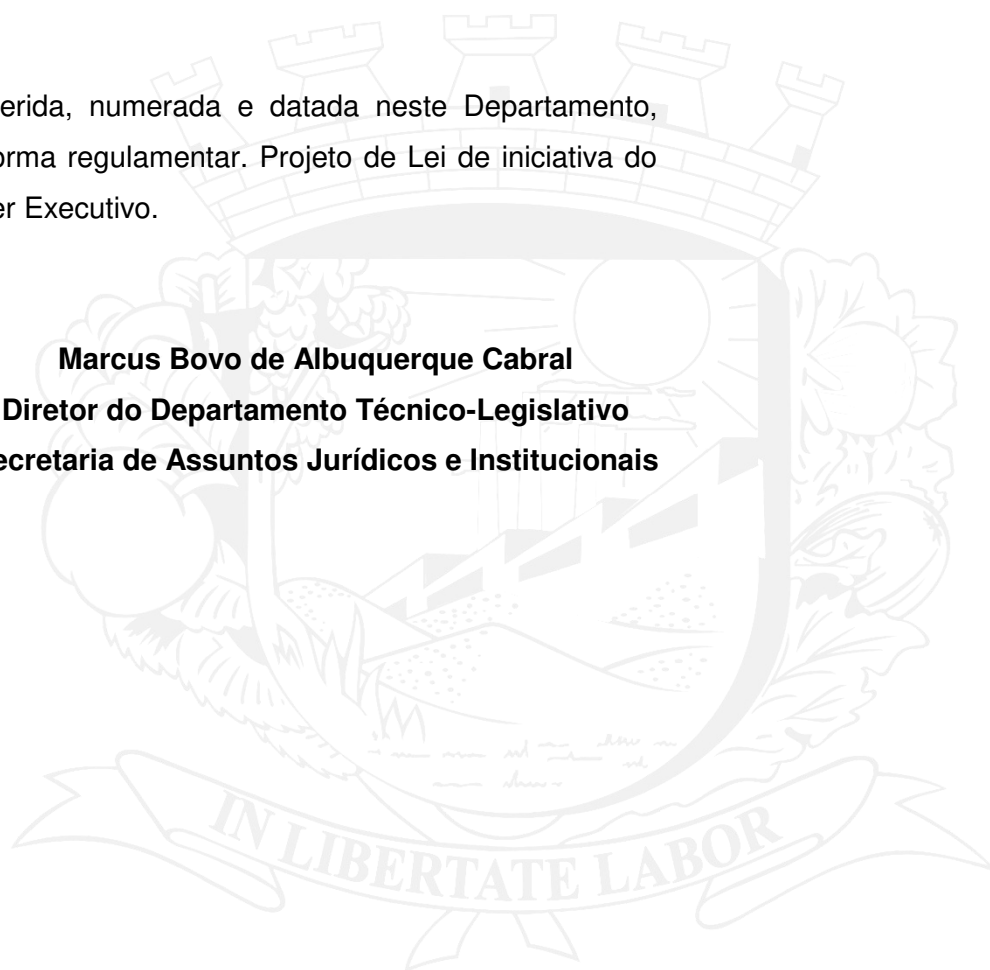 erida, numerada e datada neste Departamento,
orma regulamentar. Projeto de Lei de iniciativa do
er Executivo.
Marcus Bovo de Albuquerque Cabral
Diretor do Departamento Técnico-Legislativo
ecretaria de Assuntos Jurídicos e Institucionais
IN LIBERTATE LABOR